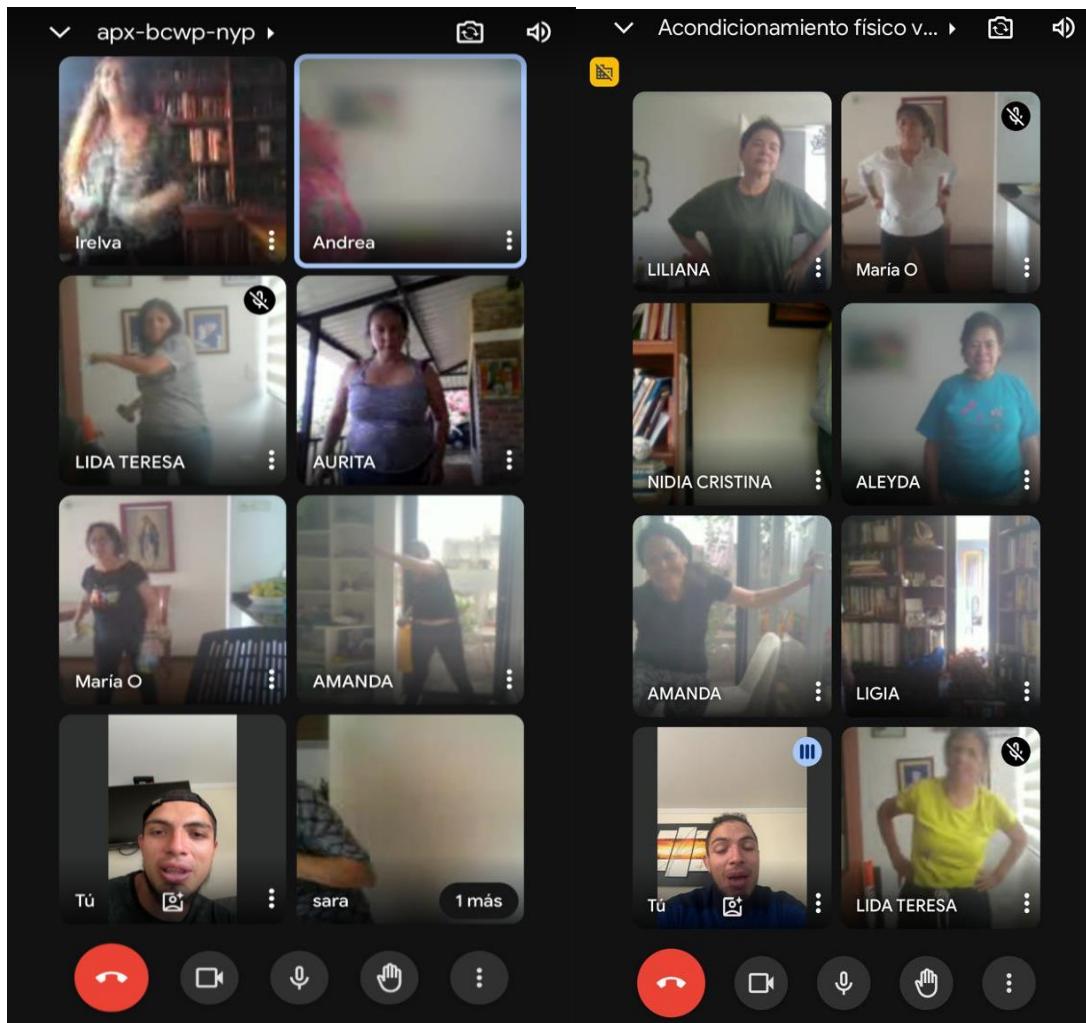 apx-bcwp-nyp
Irelva
Andrea
LIDA TERESA
AURITA
María O
AMANDA
Tú
sara
1 más
Acondicionamiento físico v...
LILIANA
María O
NIDIA CRISTINA
ALEYDA
AMANDA
LIGIA
Tú
LIDA TERESA